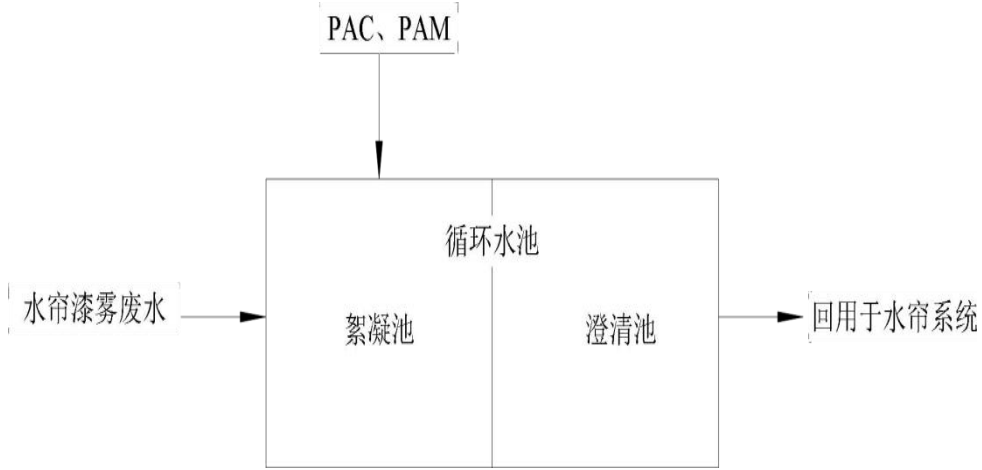 PAC、PAM
循环水池
水帘漆雾废水
絮凝池
澄清池
回用于水帘系统